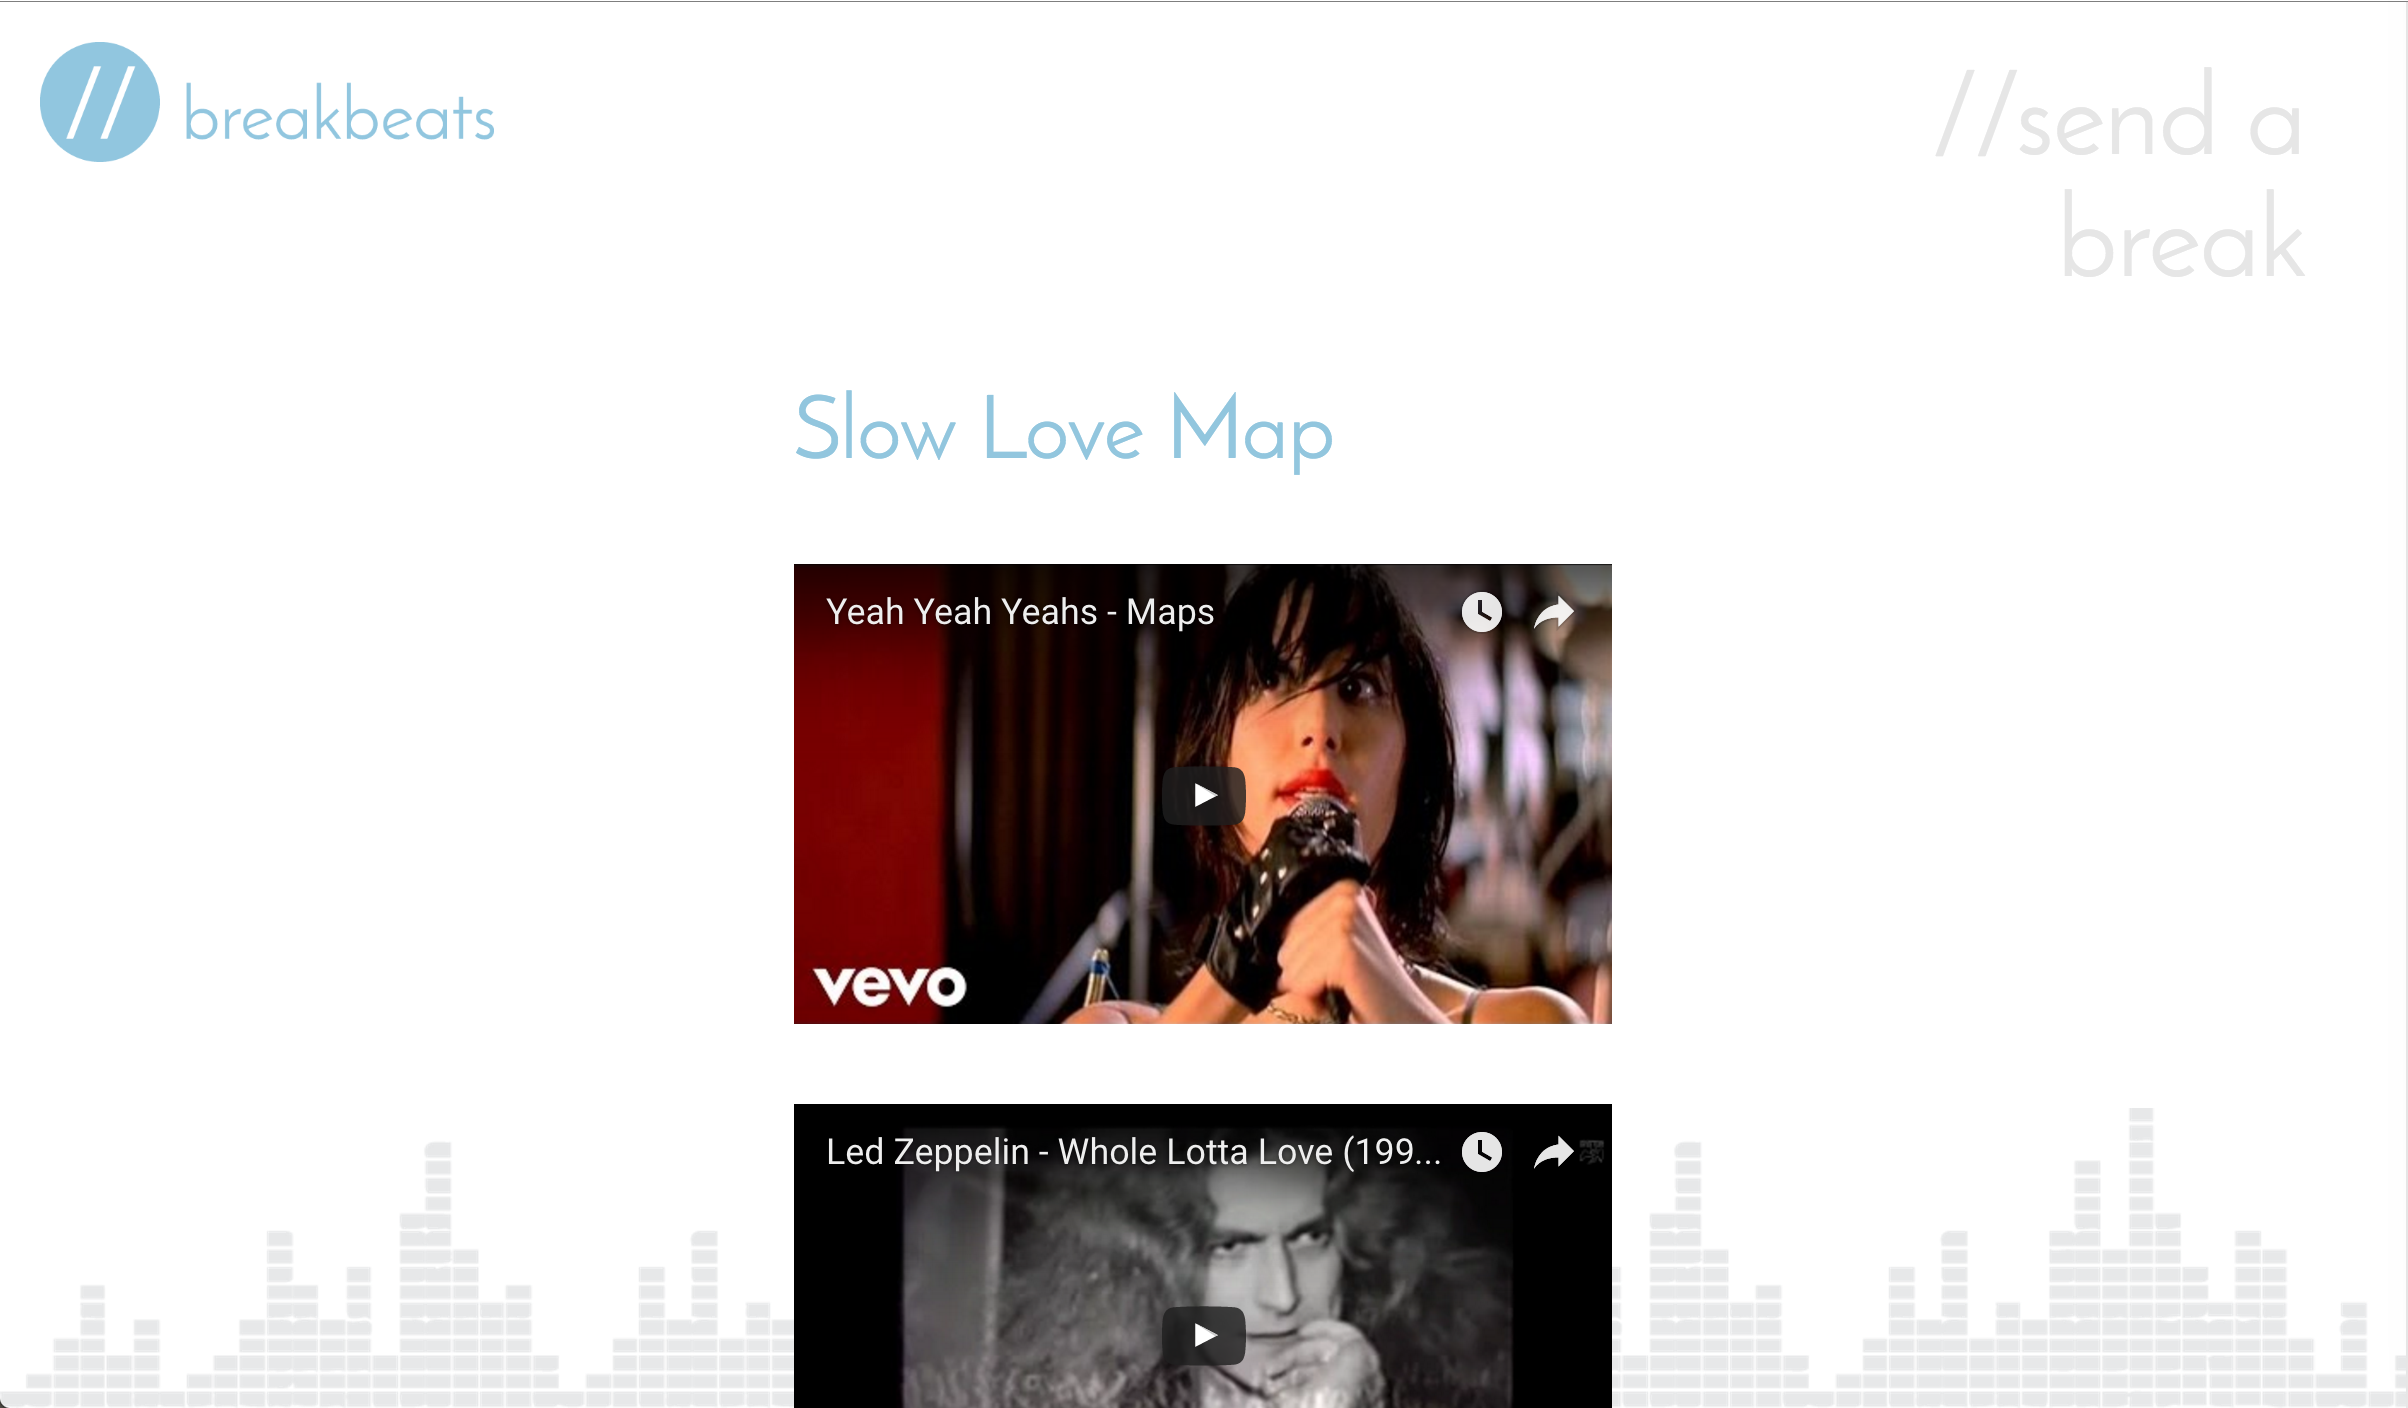 // breakbeats
//send a
break
Slow Love Map
Yeah Yeah Yeahs - Maps
vevo
Led Zeppelin - Whole Lotta Love (199...